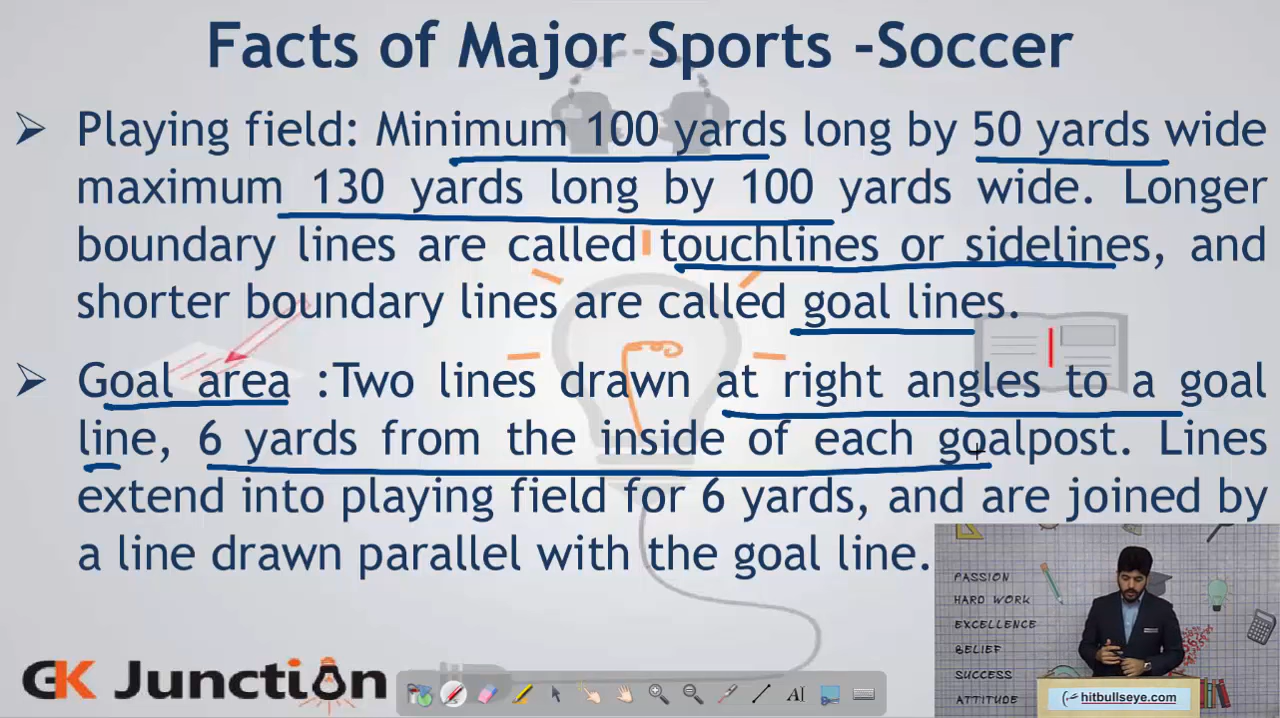 Facts of Major Sports -Soccer
➢ Playing field: Minimum 100 yards long by 50 yards wide
maximum 130 yards long by 100 yards wide. Longer
boundary lines are called touchlines or sidelines, and
shorter boundary lines are called goal lines.
➢ Goal area :Two lines drawn at right angles to a goal
line, 6 yards from the inside of each goalpost. Lines
extend into playing field for 6 yards, and are joined by
a line drawn parallel with the goal line.
PASSION
HARD WORK
EXCELLENCE
BELIEF
SUCCESS
ATTITUDE
hitbullseye.com
GK Junction
AI